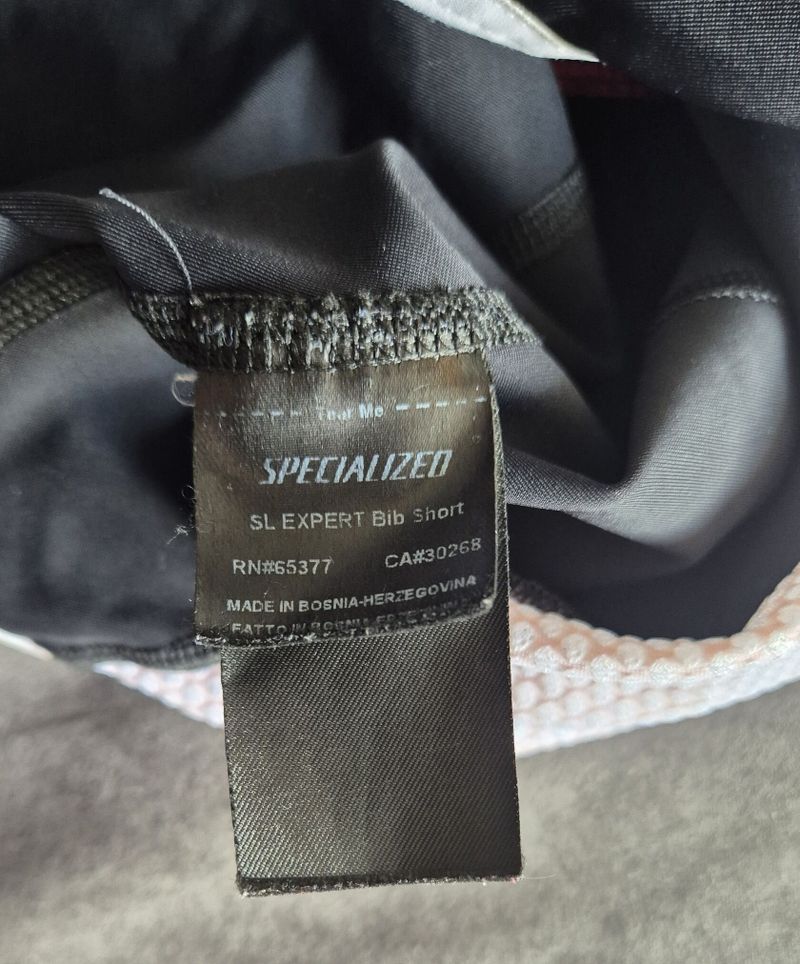 --- Tear Me ---
SPECIALIZED
SL EXPERT Bib Short
RN#65377 CA#30268
MADE IN BOSNIA-HERZEGOVINA
FATTO IN